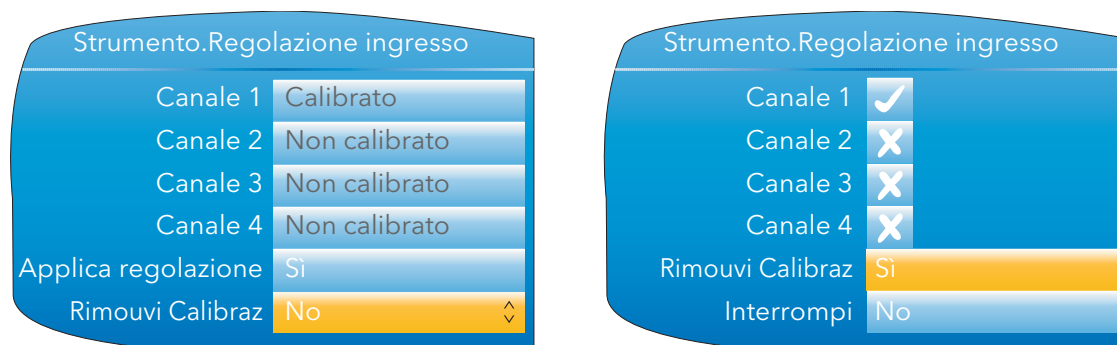 Strumento.Regolazione ingresso
Canale 1 Calibrato
Canale 2 Non calibrato
Canale 3 Non calibrato
Canale 4 Non calibrato
Applica regolazione Sì
Rimouvi Calibraz No
Strumento.Regolazione ingresso
Canale 1
Canale 2
Canale 3
Canale 4
Rimouvi Calibraz Sì
Interrompi No